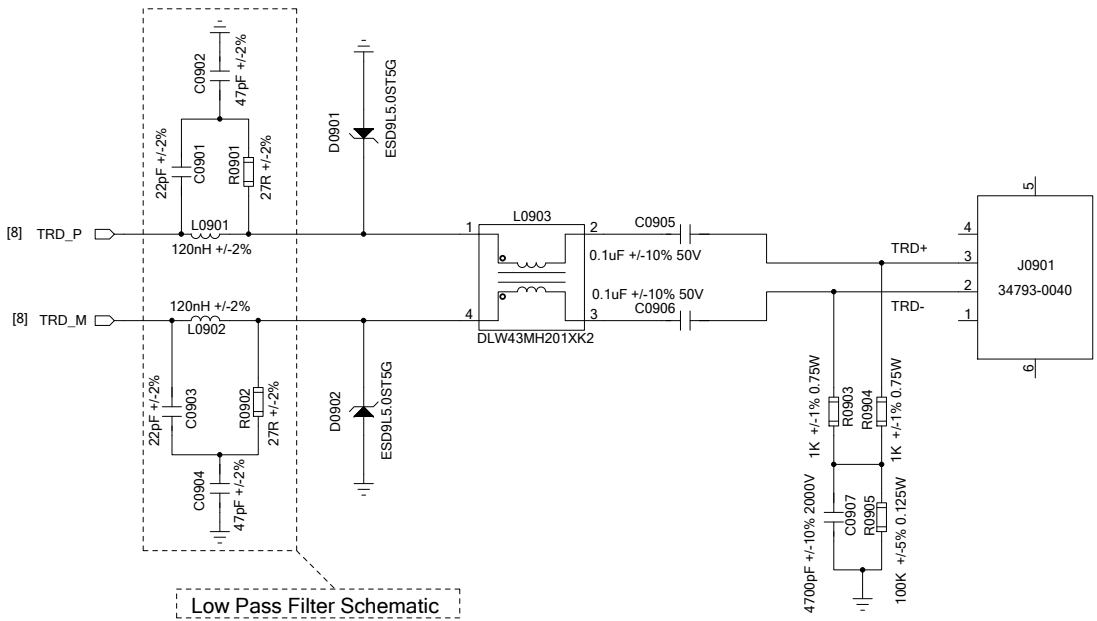 C0902
47pF +/-2%
22pF +/-2%
C0901
R0901
27R +/-2%
D0901
ESD9L5.0ST5G
[8] TRD_P
L0901
120nH +/-2%
1
L0903
2
C0905
0.1uF +/-10% 50V
TRD+
4
3
5
J0901
34793-0040
[8] TRD_M
120nH +/-2%
L0902
4
3
DLW43MH201XK2
0.1uF +/-10% 50V
C0906
TRD-
2
1
6
22pF +/-2%
C0903
R0902
27R +/-2%
C0904
47pF +/-2%
D0902
ESD9L5.0ST5G
1K +/-1% 0.75W
R0903
R0904
1K +/-1% 0.75W
4700pF +/-10% 2000V
C0907
R0905
100K +/-5% 0.125W
Low Pass Filter Schematic